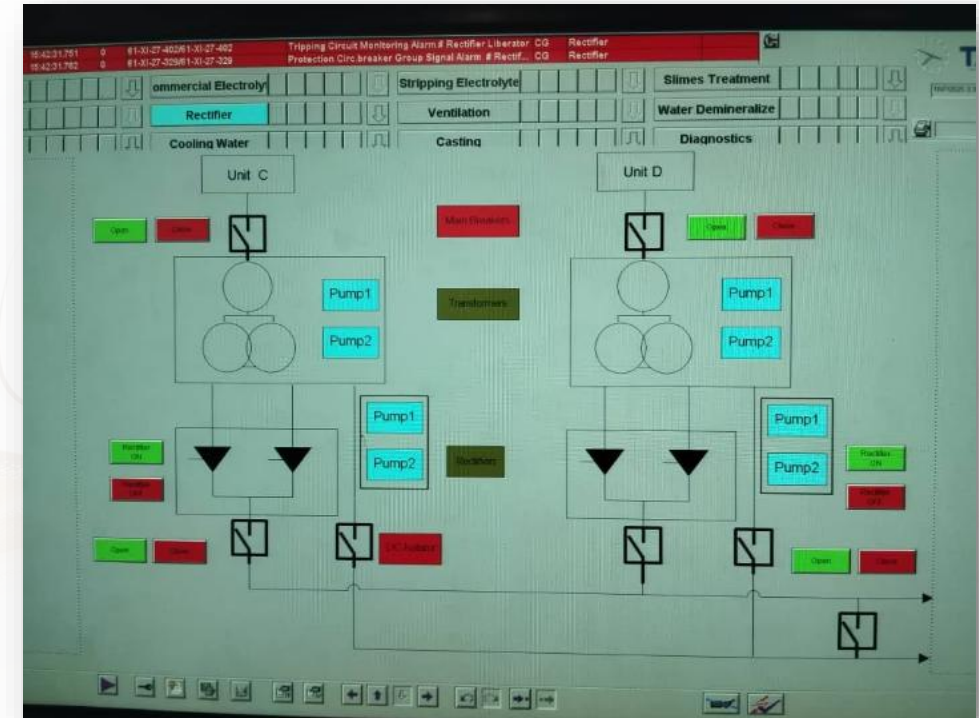 15:42:31.751 0 61-XI-27-402/61-XI-27-402 Tripping Circuit Monitoring Alarm # Rectifier Liberator CG Rectifier
15:42:31.762 0 61-XI-27-329/61-XI-27-329 Protection Circ.breaker Group Signal Alarm # Rectif... CG Rectifier
ommercial Electrolyt Stripping Electrolyte Slimes Treatment
Rectifier Ventilation Water Demineralize
Cooling Water Casting Diagnostics
Unit C Unit D
Open Close Main Breakers Open Close
Pump1 Transformers Pump1
Pump2 Pump2
Pump1 Pump1
Rectifier ON Pump2 Rectifiers Pump2 Rectifier ON
Rectifier OFF Rectifier OFF
Open Close Open Close